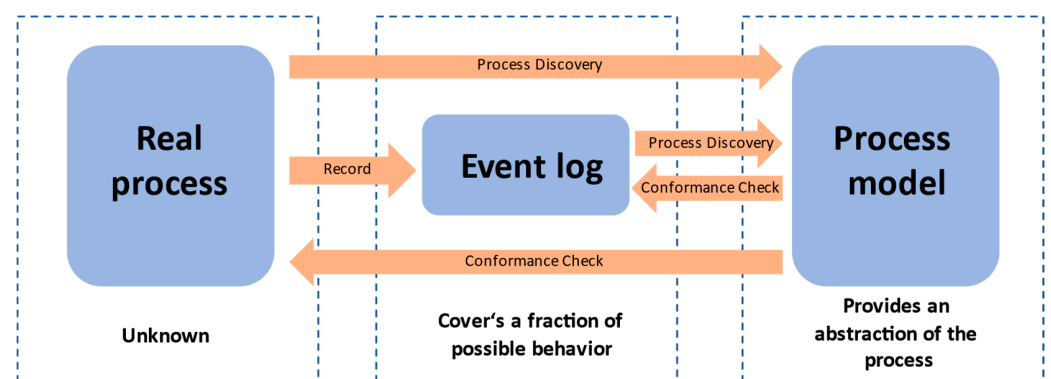 Process Discovery
Real
process
Record
Event log
Process Discovery
Conformance Check
Process
model
Conformance Check
Unknown
Cover‘s a fraction of
possible behavior
Provides an
abstraction of the
process